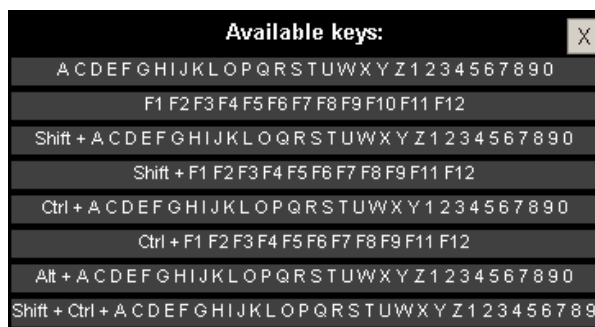 Available keys:
X
A C D E F G H I J K L O P Q R S T U W X Y Z 1 2 3 4 5 6 7 8 9 0
F1 F2 F3 F4 F5 F6 F7 F8 F9 F10 F11 F12
Shift + A C D E F G H I J K L O Q R S T U W X Y Z 1 2 3 4 5 6 7 8 9 0
Shift + F1 F2 F3 F4 F5 F6 F7 F8 F9 F11 F12
Ctrl + A C D E F G H I J K L O P Q R S T U W X Y 1 2 3 4 5 6 7 8 9 0
Ctrl + F1 F2 F3 F4 F5 F6 F7 F8 F9 F11 F12
Alt + A C D E F G H I J K L O P Q R S T U W X Y Z 1 2 3 4 5 6 7 8 9 0
Shift + Ctrl + A C D E F G H I J K L O P Q R S T U W X Y Z 1 2 3 4 5 6 7 8 9